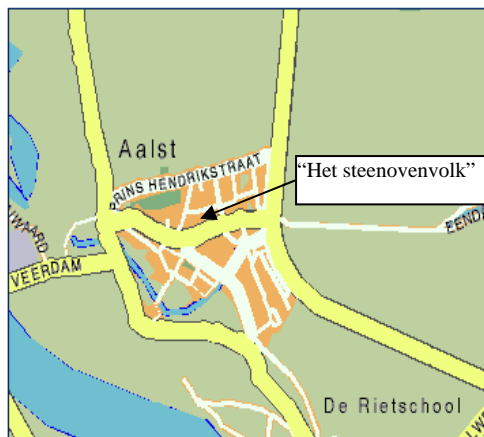 Aalst
PRINS HENDRIKSTRAAT
"Het steenovenvolk"
VEERDAM
De Rietschool